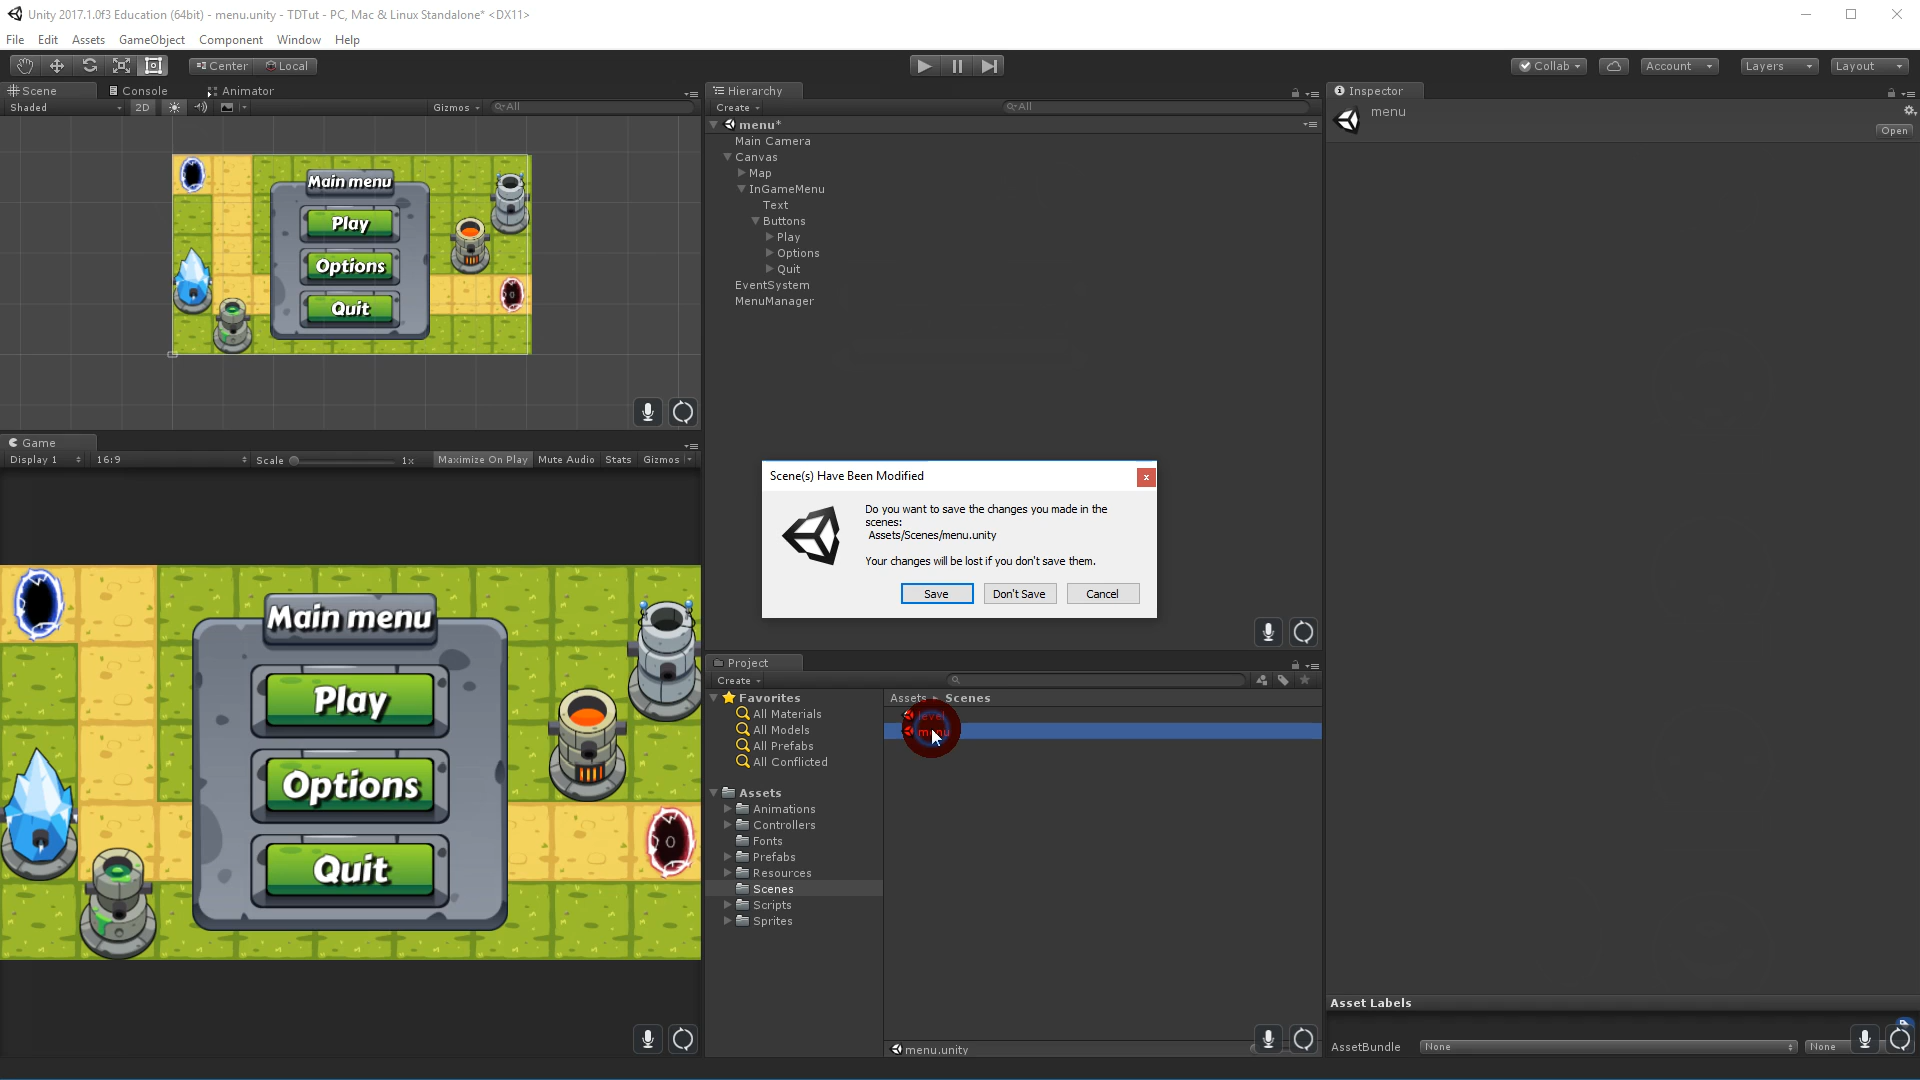 Unity 2017.1.0f3 Education (64bit) - menu.unity - TDTut - PC, Mac & Linux Standalone* <DX11>
File Edit Assets GameObject Component Window Help
Center Local Collab Account Layers Layout
Scene Console Animator
Shaded 2D Gizmos All
Main menu
Play
Options
Quit
Game
Display 1 16:9 Scale 1x Maximize On Play Mute Audio Stats Gizmos
Main menu
Play
Options
Quit
Hierarchy
Create All
menu*
Main Camera
Canvas
Map
InGameMenu
Text
Buttons
Play
Options
Quit
EventSystem
MenuManager
Scene(s) Have Been Modified
Do you want to save the changes you made in the
scenes:
Assets/Scenes/menu.unity
Your changes will be lost if you don't save them.
Save Don't Save Cancel
Project
Create
Favorites
All Materials
All Models
All Prefabs
All Conflicted
Assets
Animations
Controllers
Fonts
Prefabs
Resources
Scenes
Scripts
Sprites
Assets Scenes
level
menu
menu.unity
Inspector
menu
Open
Asset Labels
AssetBundle None None